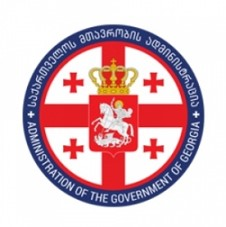 საქართველოს მთავრობის ადმინისტრაცია
ADMINISTRATION OF THE GOVERNMENT OF GEORGIA